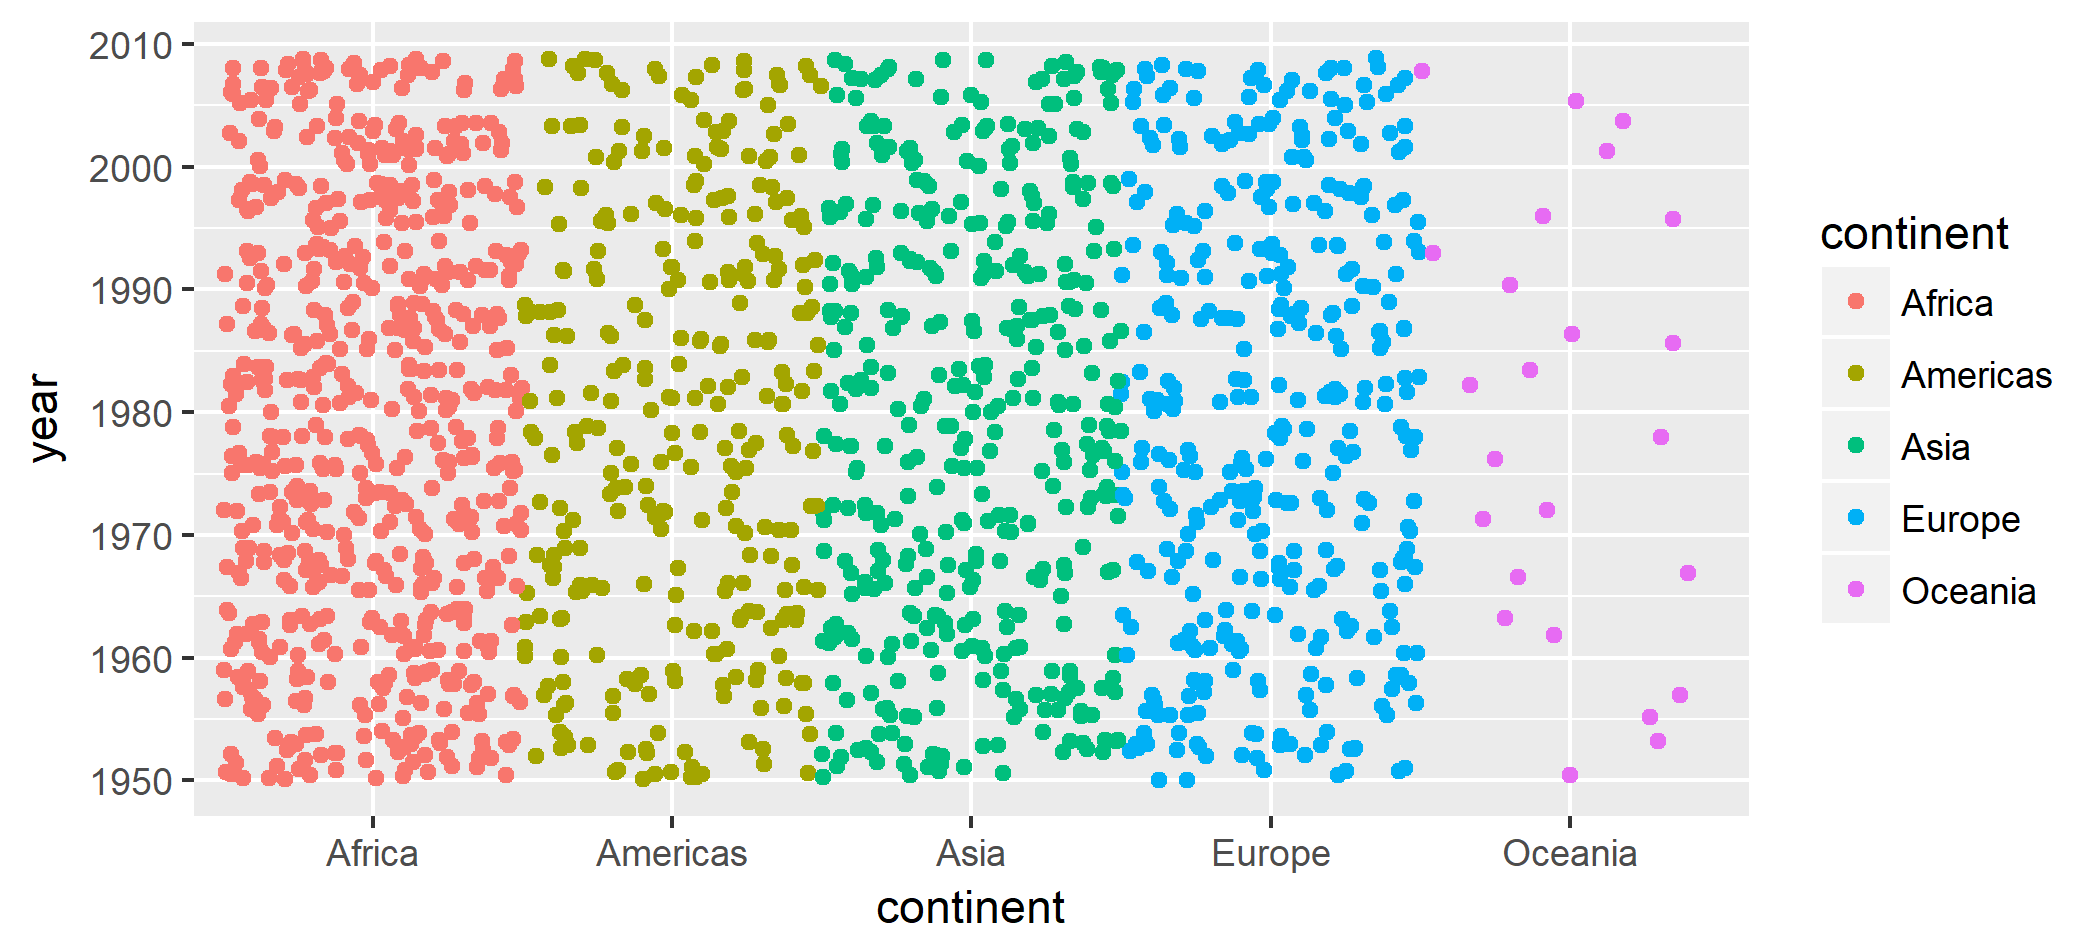 2010
2000
1990
1980
1970
1960
1950
year
Africa
Americas
Asia
Europe
Oceania
continent
continent
Africa
Americas
Asia
Europe
Oceania